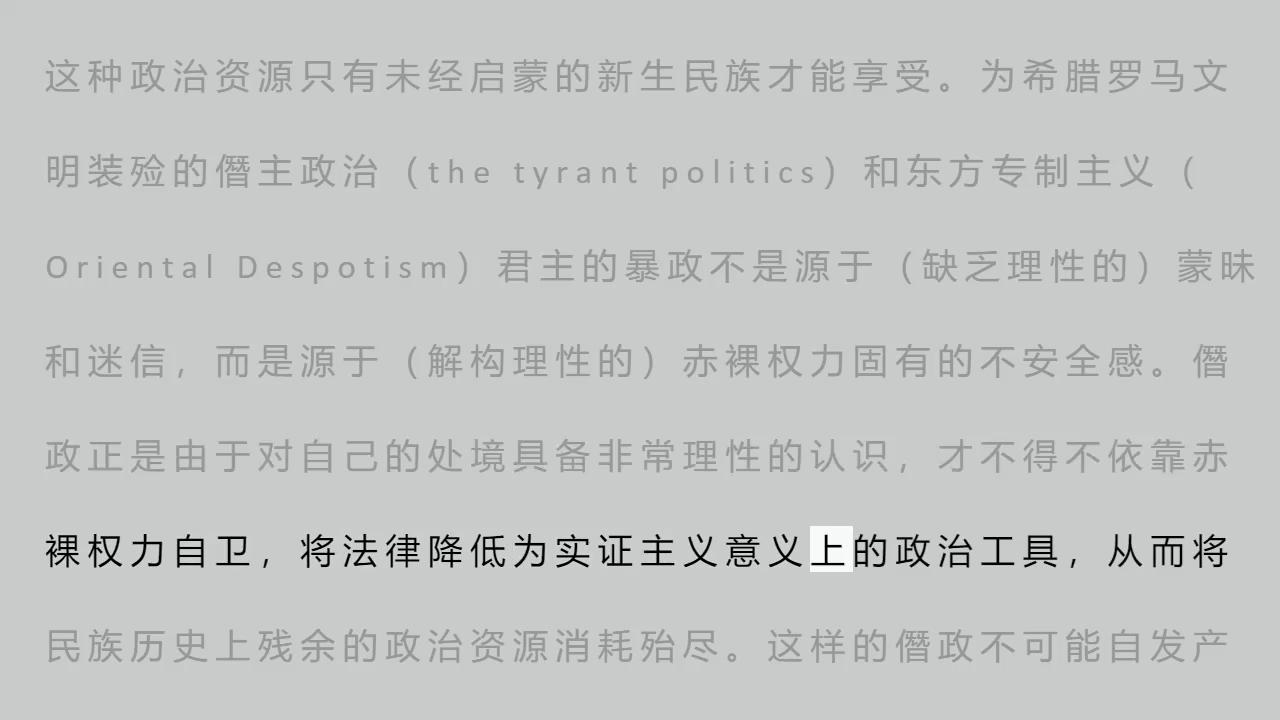 这种政治资源只有未经启蒙的新生民族才能享受。为希腊罗马文
明装殓的僭主政治（the tyrant politics）和东方专制主义（
Oriental Despotism）君主的暴政不是源于（缺乏理性的）蒙昧
和迷信，而是源于（解构理性的）赤裸权力固有的不安全感。僭
政正是由于对自己的处境具备非常理性的认识，才不得不依靠赤
裸权力自卫，将法律降低为实证主义意义上的政治工具，从而将
民族历史上残余的政治资源消耗殆尽。这样的僭政不可能自发产